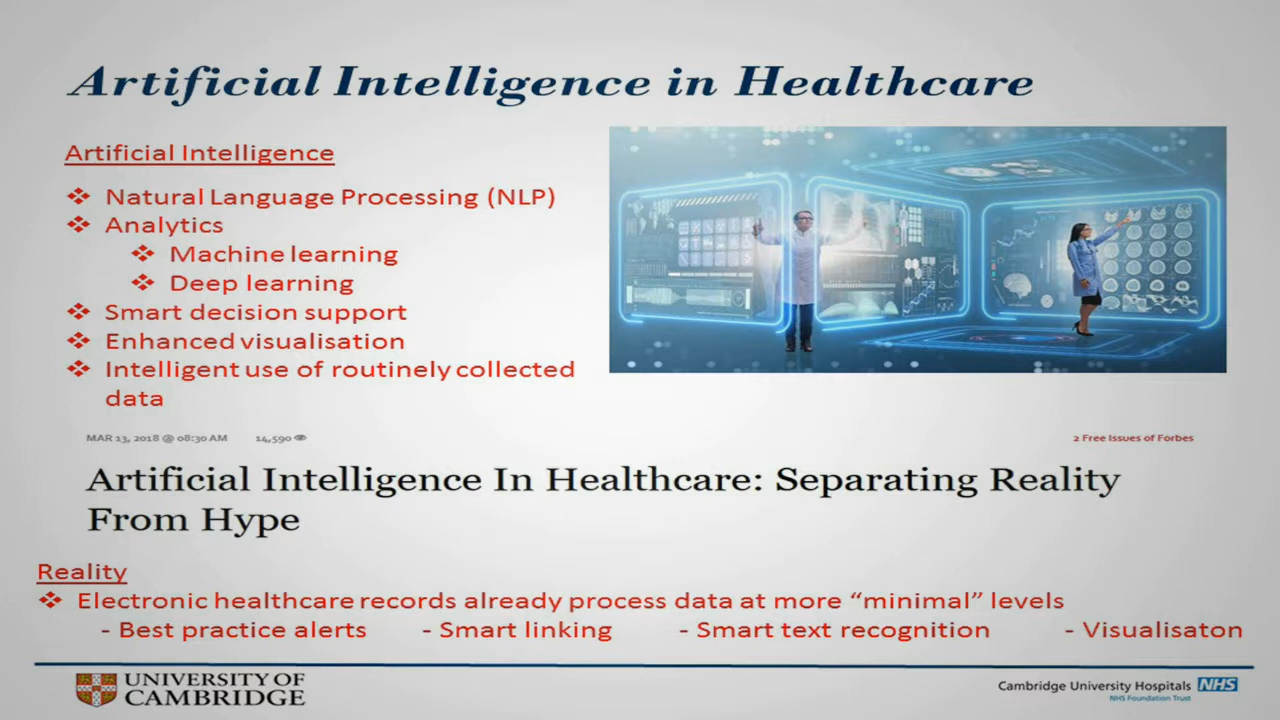 Artificial Intelligence in Healthcare
Artificial Intelligence
❖ Natural Language Processing (NLP)
❖ Analytics
❖ Machine learning
❖ Deep learning
❖ Smart decision support
❖ Enhanced visualisation
❖ Intelligent use of routinely collected
data
MAR 13, 2018 @ 08:30 AM 14,590
2 Free Issues of Forbes
Artificial Intelligence In Healthcare: Separating Reality
From Hype
Reality
❖ Electronic healthcare records already process data at more “minimal” levels
- Best practice alerts - Smart linking - Smart text recognition - Visualisaton
UNIVERSITY OF
CAMBRIDGE
Cambridge University Hospitals NHS
NHS Foundation Trust